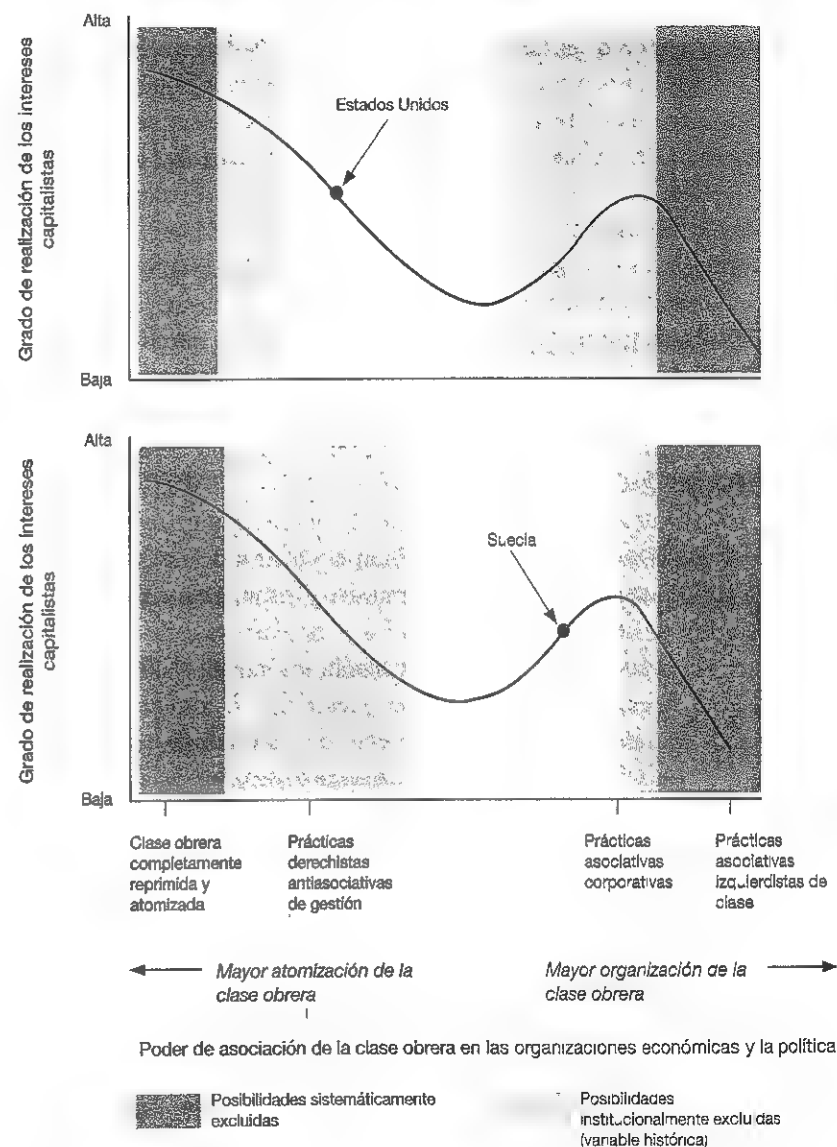 Alta
Grado de realización de los intereses
capitalistas
Estados Unidos
Baja
Alta
Grado de realización de los intereses
capitalistas
Suecia
Baja
Clase obrera
completamente
reprimida y
atomizada
Prácticas
derechistas
antiasociativas
de gestión
Prácticas
asociativas
corporativas
Prácticas
asociativas
izquierdistas de
clase
Mayor atomización de la
clase obrera
Mayor organización de la
clase obrera
Poder de asociación de la clase obrera en las organizaciones económicas y la política
Posibilidades sistemáticamente
excluidas
Posibilidades
institucionalmente excluidas
(variable histórica)